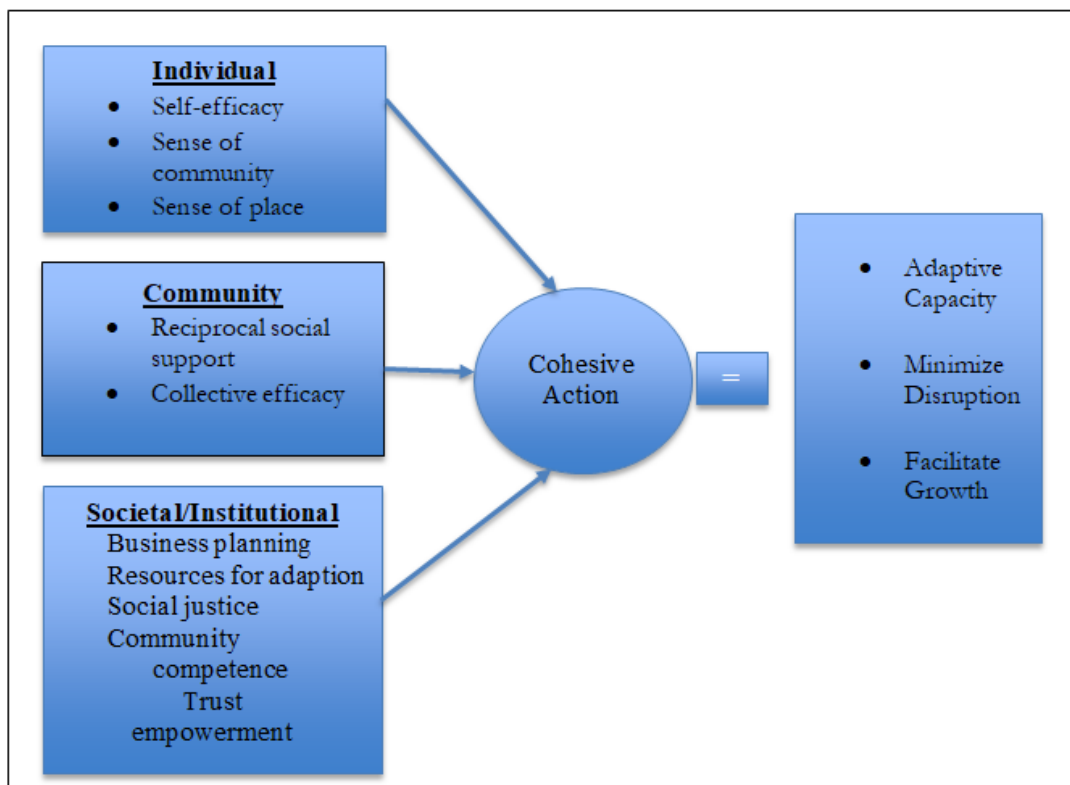 Individual
• Self-efficacy
• Sense of
community
• Sense of place
Community
• Reciprocal social
support
• Collective efficacy
Societal/Institutional
Business planning
Resources for adaption
Social justice
Community
competence
Trust
empowerment
Cohesive
Action
=
• Adaptive
Capacity
• Minimize
Disruption
• Facilitate
Growth